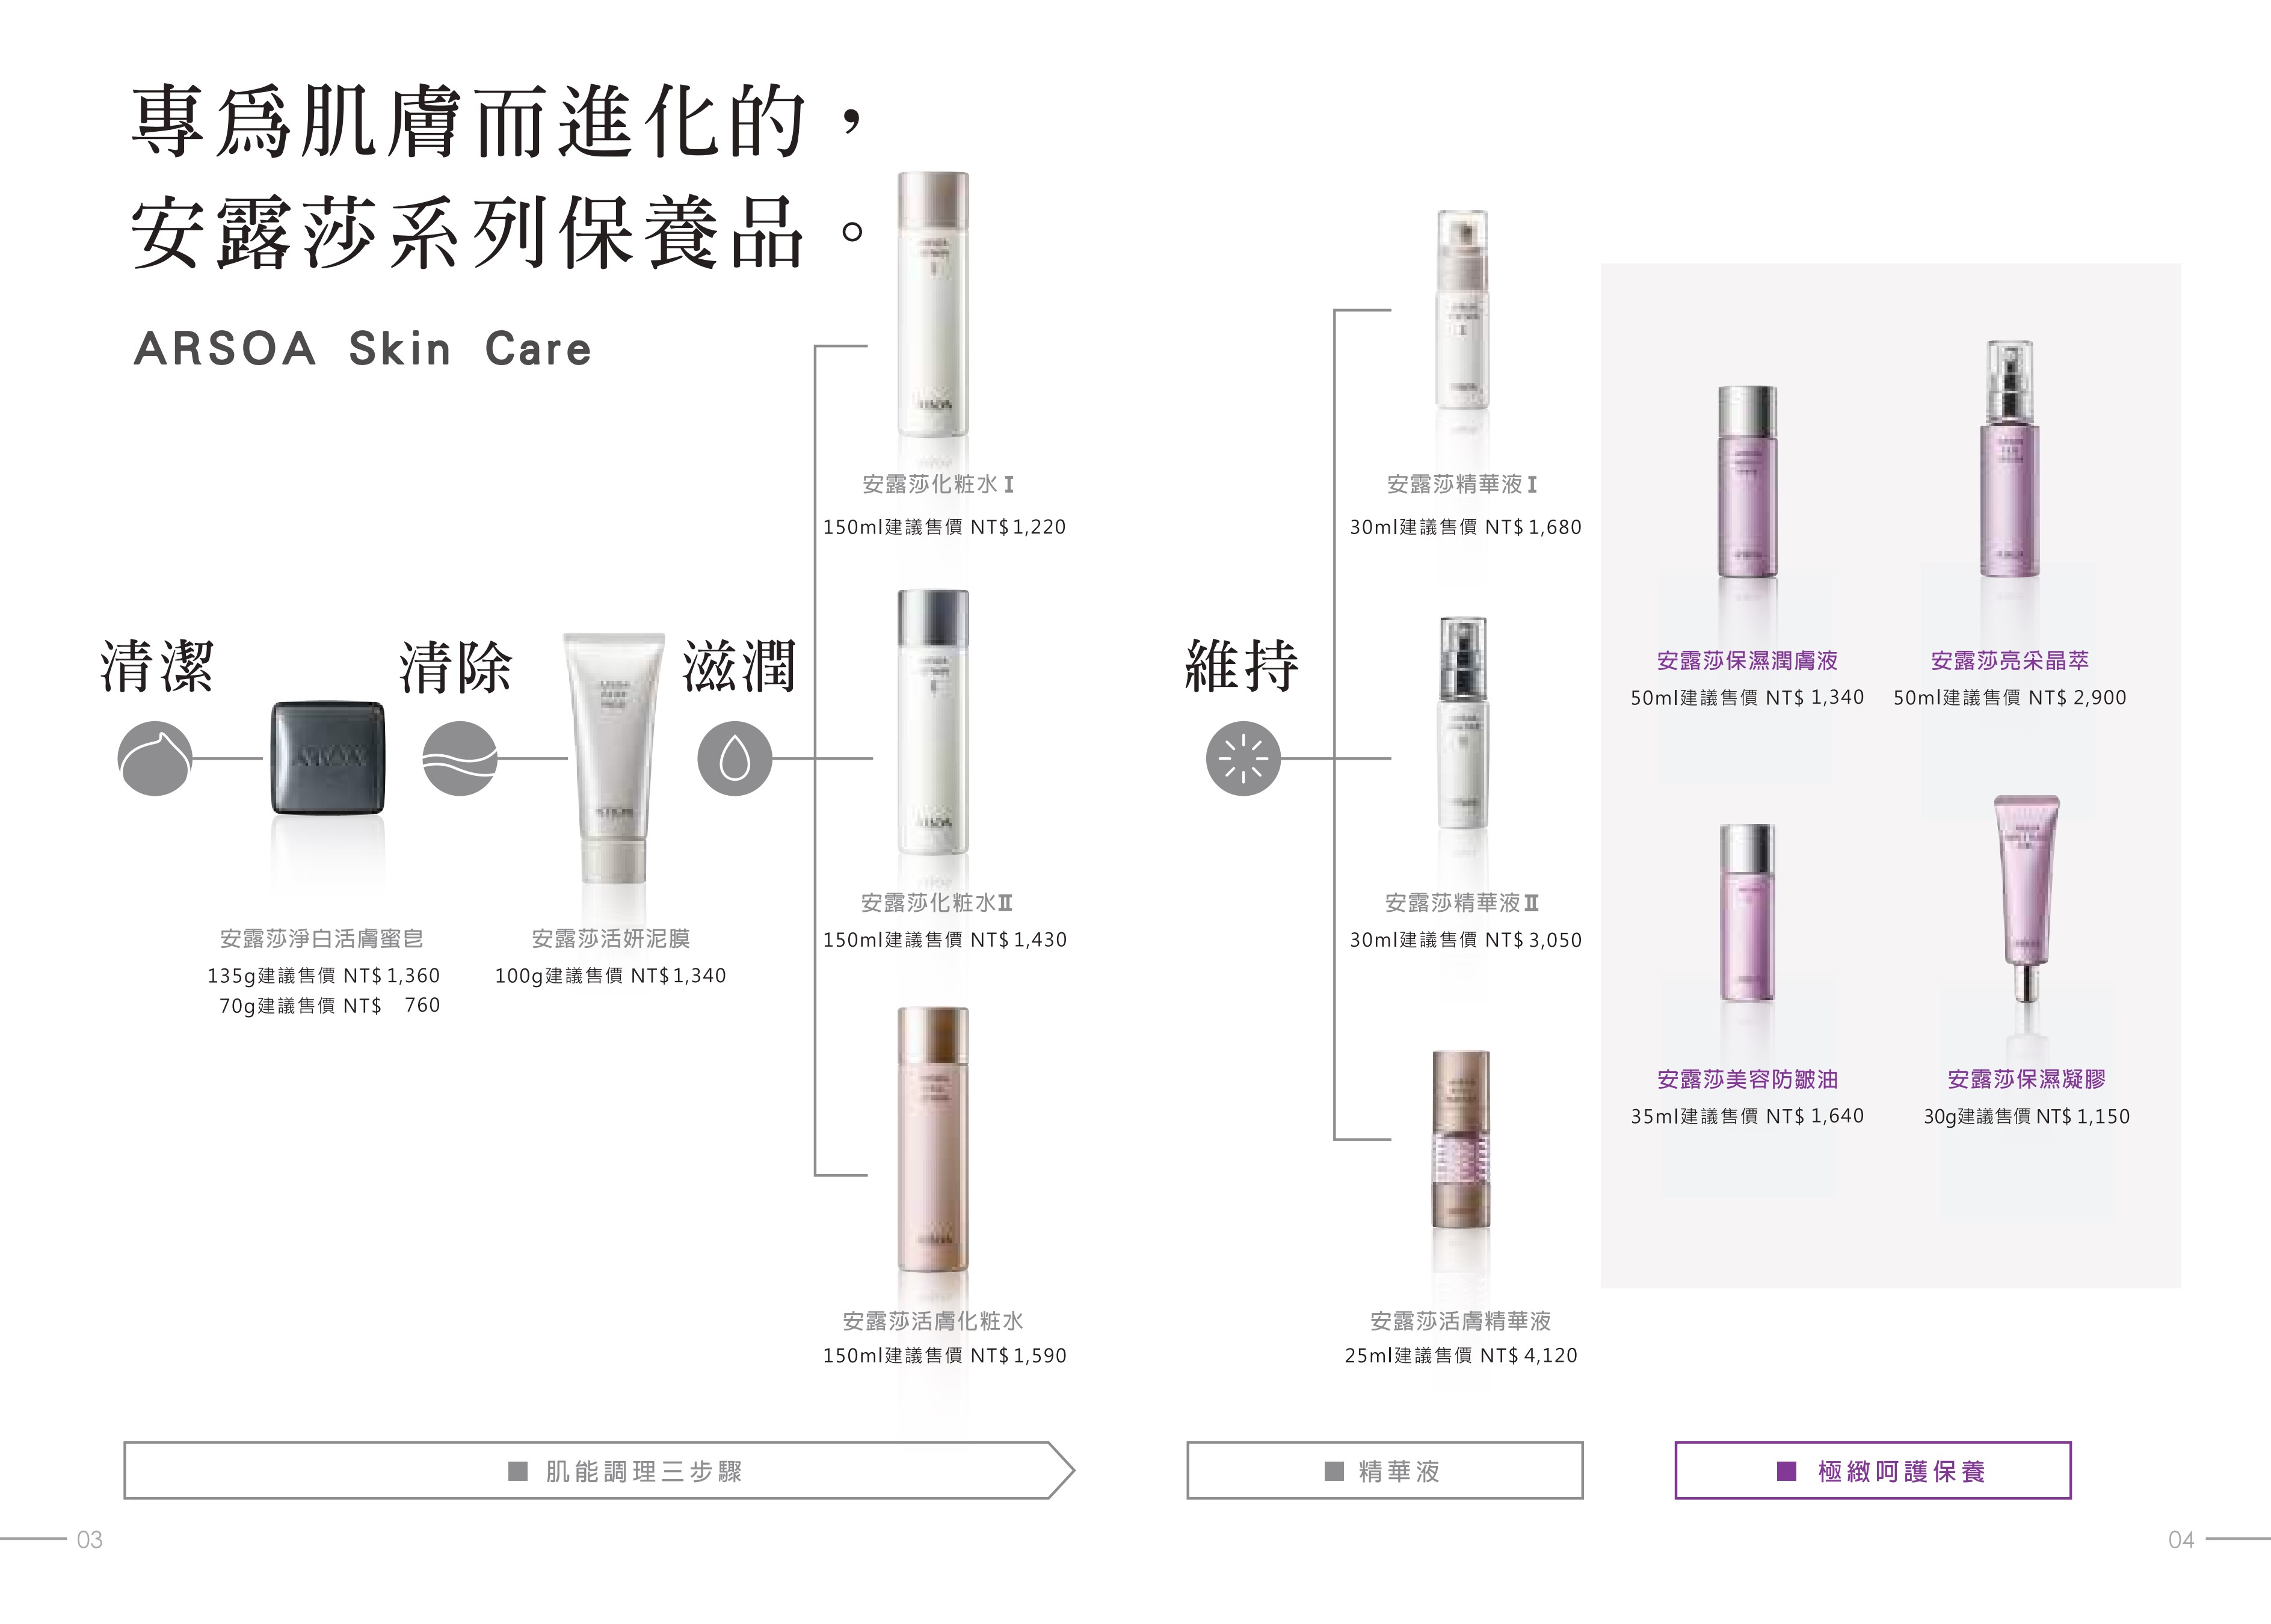 專爲肌膚而進化的，
安露莎系列保養品。
ARSOA Skin Care
清潔
安露莎淨白活膚蜜皂
135g建議售價 NT$ 1,360
70g建議售價 NT$ 760
清除
安露莎活妍泥膜
100g建議售價 NT$ 1,340
滋潤
安露莎化粧水 I
150ml建議售價 NT$ 1,220
安露莎化粧水II
150ml建議售價 NT$ 1,430
安露莎活膚化粧水
150ml建議售價 NT$ 1,590
維持
安露莎精華液 I
30ml建議售價 NT$ 1,680
安露莎精華液 II
30ml建議售價 NT$ 3,050
安露莎活膚精華液
25ml建議售價 NT$ 4,120
安露莎保濕潤膚液
50ml建議售價 NT$ 1,340
安露莎亮采晶萃
50ml建議售價 NT$ 2,900
安露莎美容防皺油
35ml建議售價 NT$ 1,640
安露莎保濕凝膠
30g建議售價 NT$ 1,150
■ 肌能調理三步驟
■ 精華液
■ 極緻呵護保養
03
04